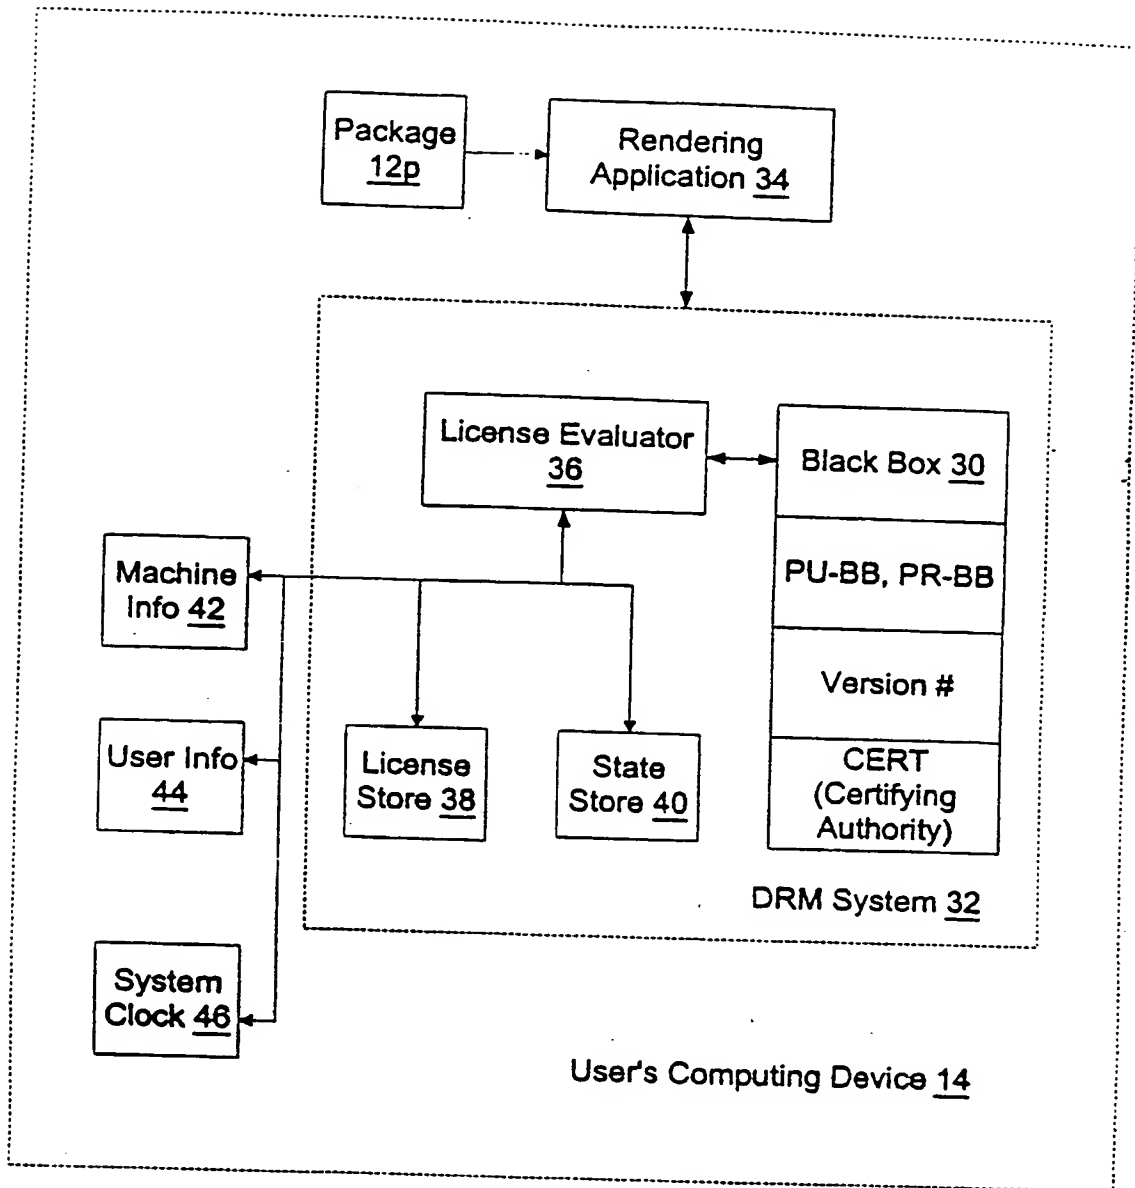 Package
12p
Rendering
Application 34
License Evaluator
36
Black Box 30
PU-BB, PR-BB
Version #
CERT
(Certifying
Authority)
Machine
Info 42
User Info
44
License
Store 38
State
Store 40
DRM System 32
System
Clock 46
User's Computing Device 14